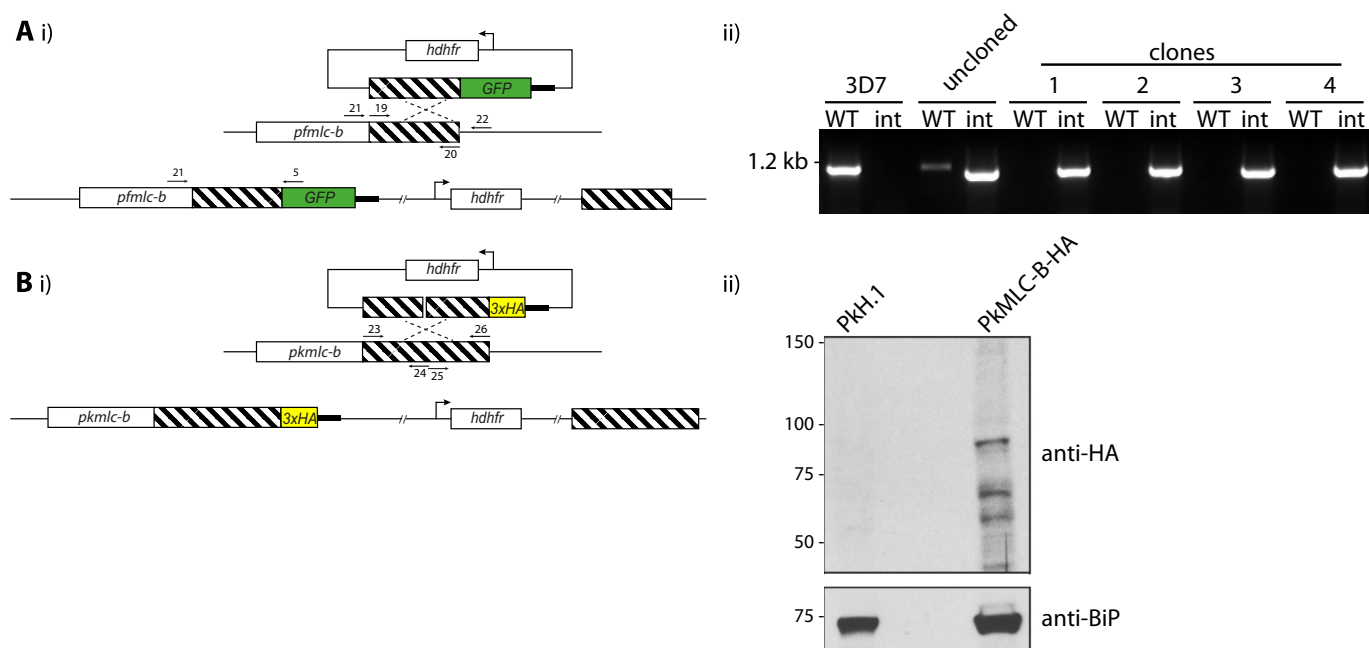 A i)
hdhfr
GFP
21 19
22
pfmlc-b
20
21 5
pfmlc-b GFP // hdhfr //
ii)
uncloned
clones
3D7 1 2 3 4
WT int WT int WT int WT int WT int WT int
1.2 kb -
B i)
hdhfr
3xHA
23 26
pkmlc-b
24 25
pkmlc-b 3xHA // hdhfr //
ii)
PkH.1 PkMLC-B-HA
150 -
100 -
anti-HA
75 -
50 -
75 - anti-BiP